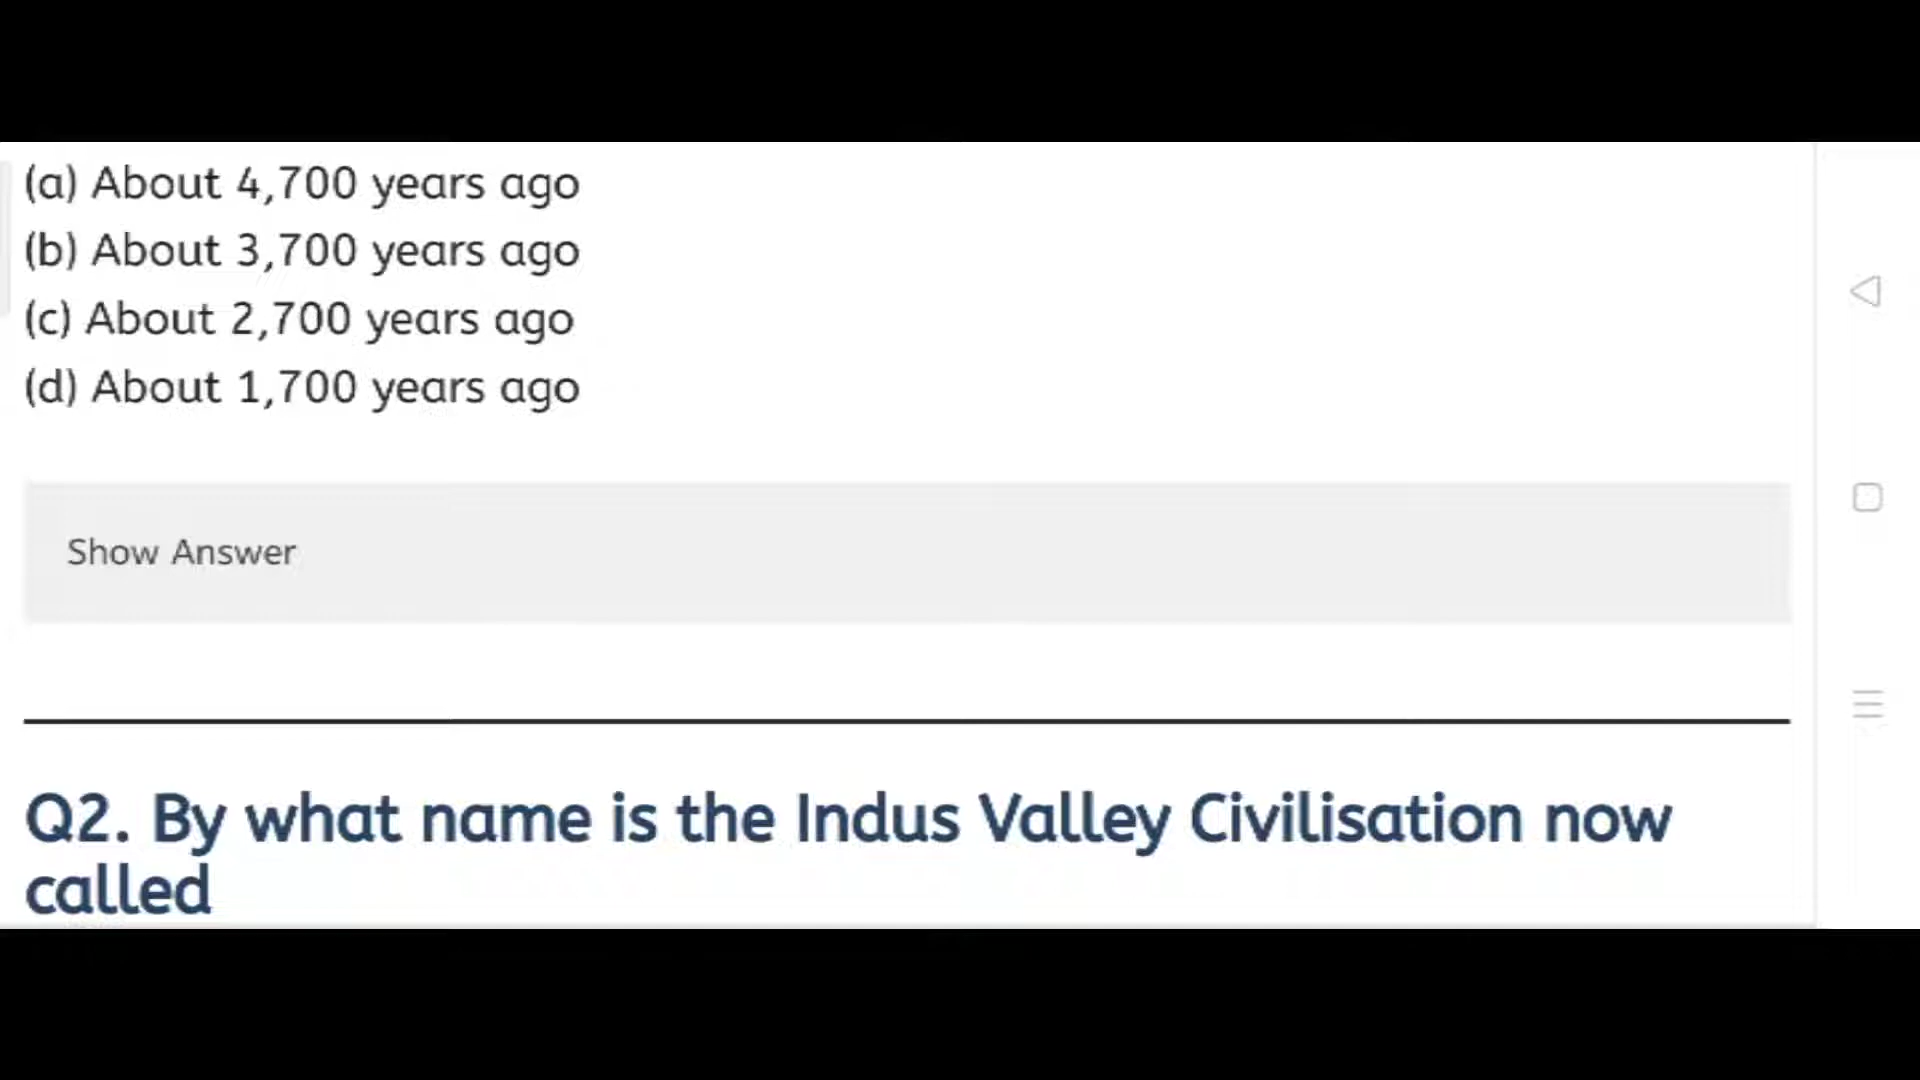 (a) About 4,700 years ago
(b) About 3,700 years ago
(c) About 2,700 years ago
(d) About 1,700 years ago
Show Answer
Q2. By what name is the Indus Valley Civilisation now
called